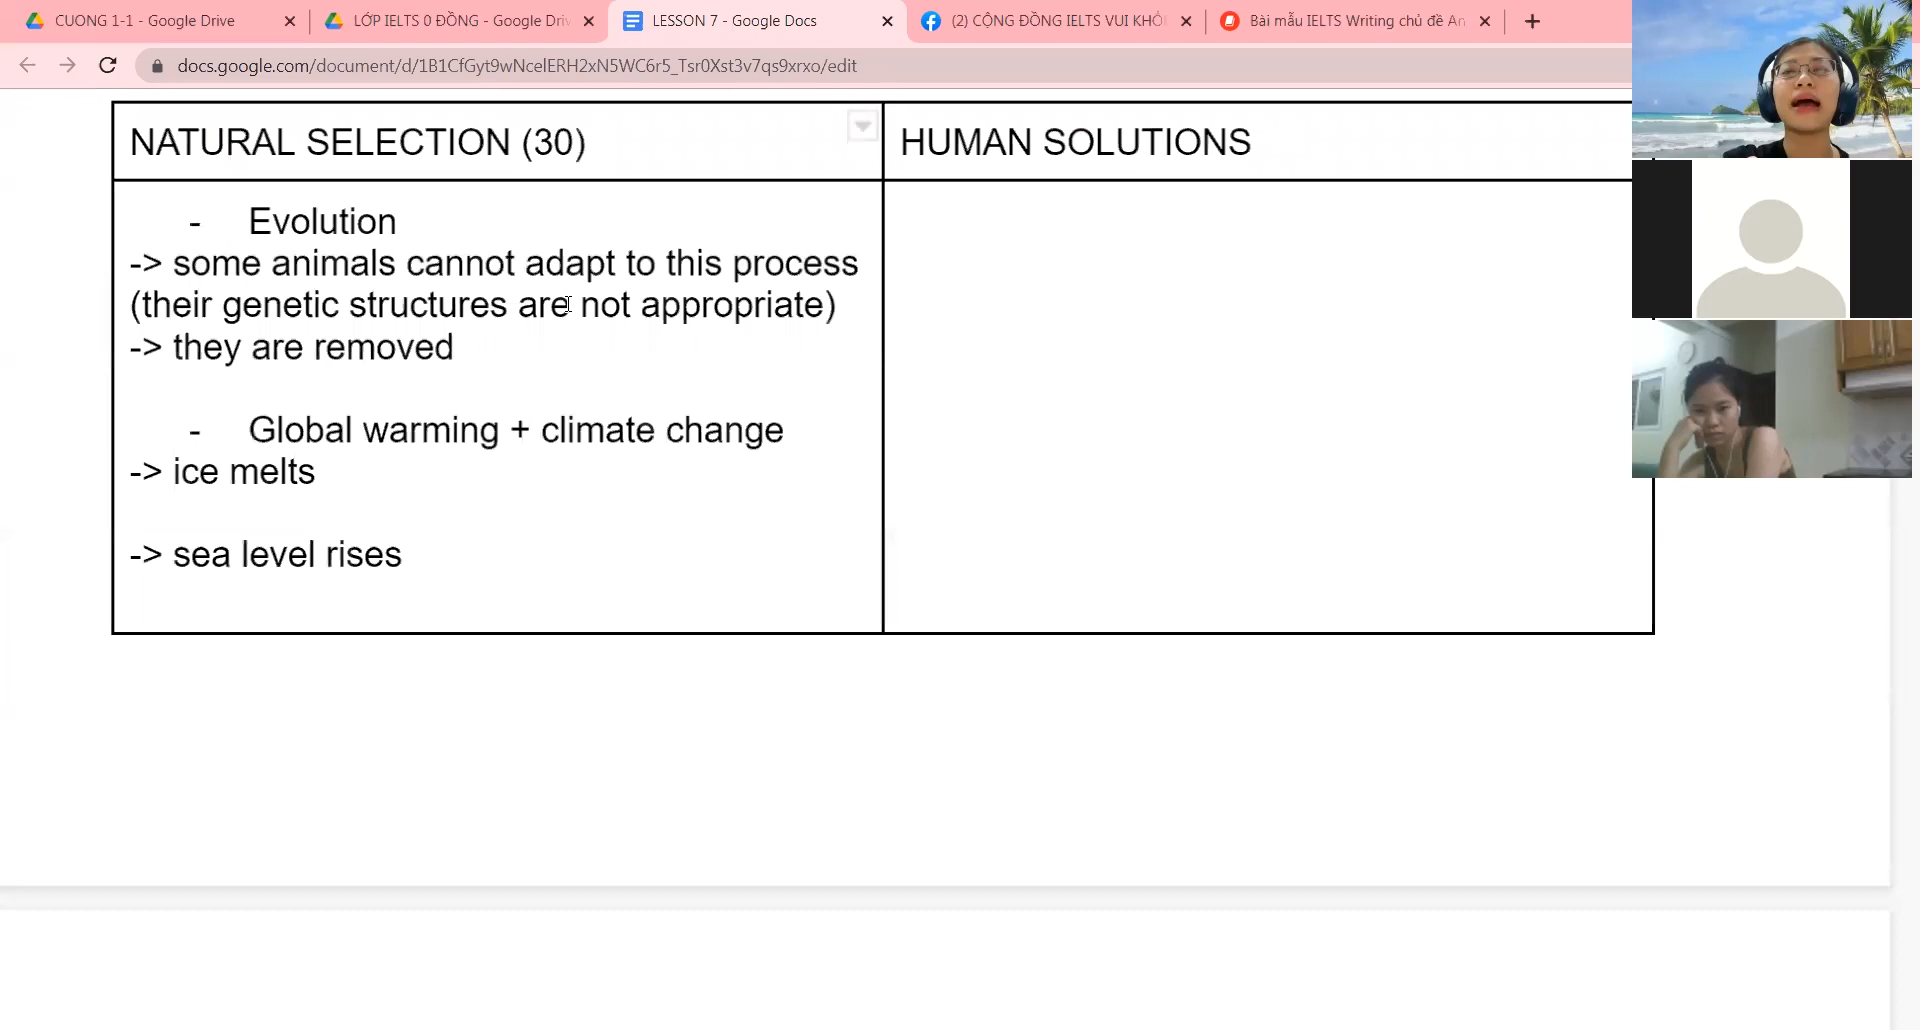 CUONG 1-1 - Google Drive
LỚP IELTS 0 ĐỒNG - Google Driv
LESSON 7 - Google Docs
(2) CỘNG ĐỒNG IELTS VUI KHỎ
Bài mẫu IELTS Writing chủ đề An
docs.google.com/document/d/1B1CfGyt9wNcelERH2xN5WC6r5_Tsr0Xst3v7qs9xrxo/edit
NATURAL SELECTION (30)
HUMAN SOLUTIONS
- Evolution
-> some animals cannot adapt to this process
(their genetic structures are not appropriate)
-> they are removed
- Global warming + climate change
-> ice melts
-> sea level rises